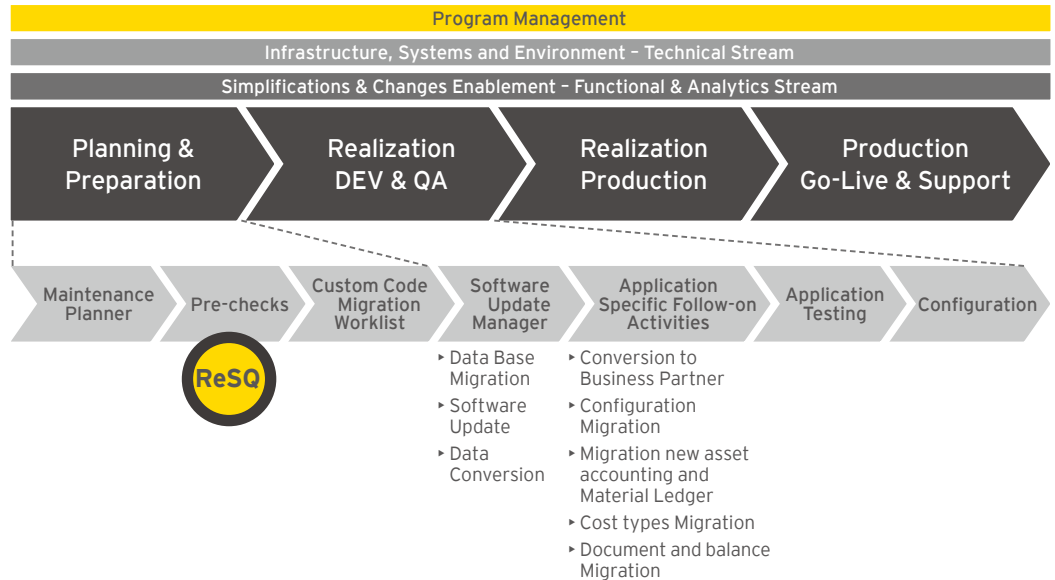 Program Management
Infrastructure, Systems and Environment – Technical Stream
Simplifications & Changes Enablement – Functional & Analytics Stream
Planning &
Preparation
Realization
DEV & QA
Realization
Production
Production
Go-Live & Support
Maintenance
Planner
Pre-checks
Custom Code
Migration
Worklist
Software
Update
Manager
Application
Specific Follow-on
Activities
Application
Testing
Configuration
ReSQ
‣ Data Base
Migration
‣ Software
Update
‣ Data
Conversion
‣ Conversion to
Business Partner
‣ Configuration
Migration
‣ Migration new asset
accounting and
Material Ledger
‣ Cost types Migration
‣ Document and balance
Migration